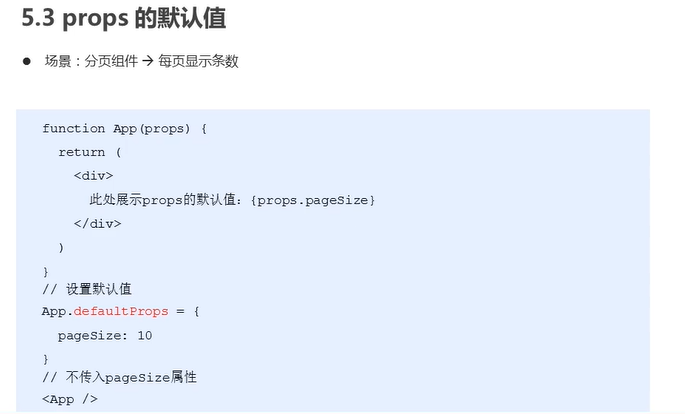 5.3 props 的默认值
● 场景：分页组件 → 每页显示条数
function App(props) {
  return (
    <div>
      此处展示props的默认值：{props.pageSize}
    </div>
  )
}
// 设置默认值
App.defaultProps = {
  pageSize: 10
}
// 不传入pageSize属性
<App />